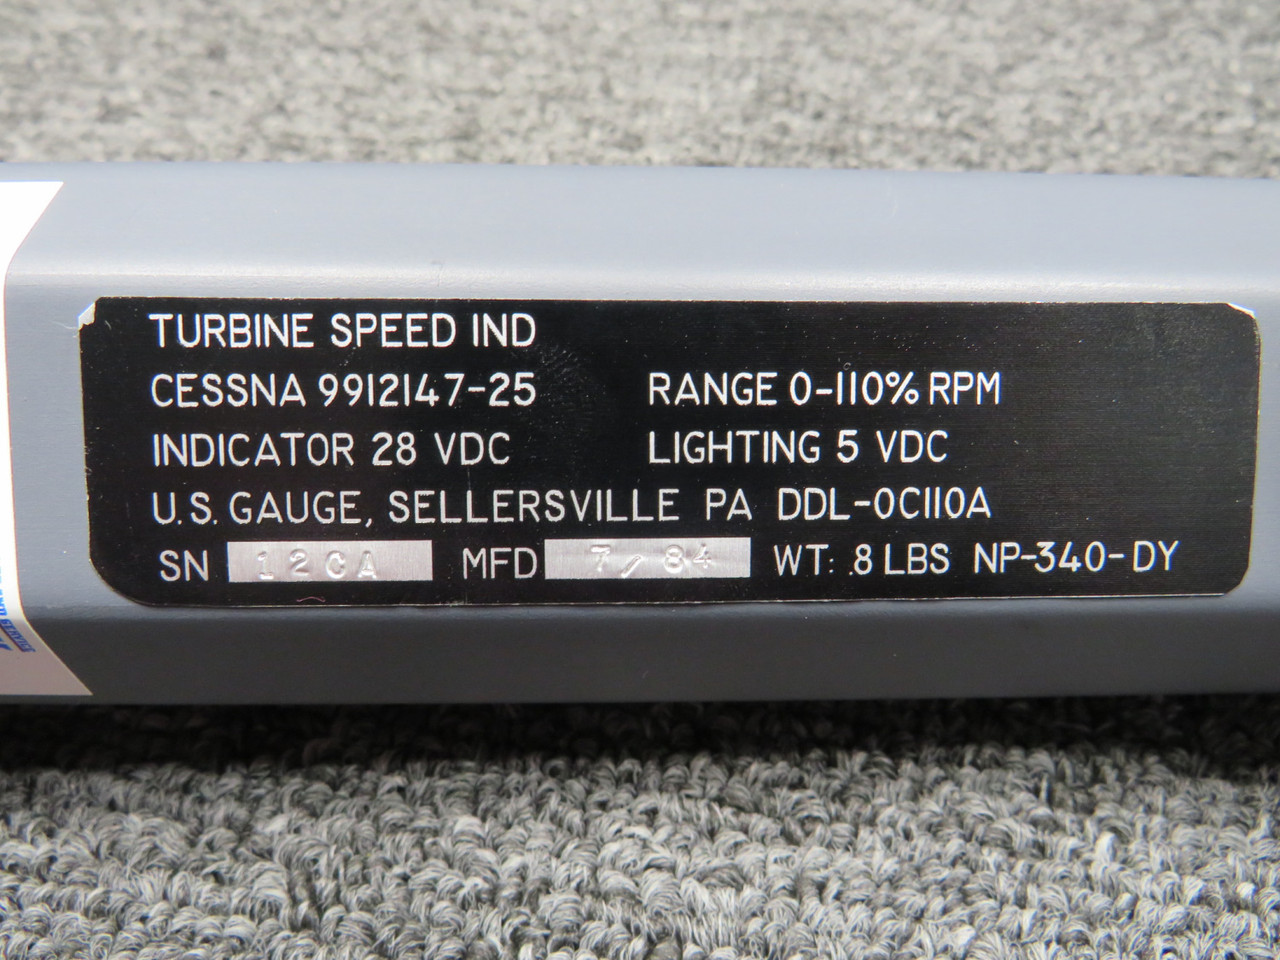 TURBINE SPEED IND
CESSNA 9912147-25 RANGE 0-110% RPM
INDICATOR 28 VDC LIGHTING 5 VDC
U.S. GAUGE, SELLERSVILLE PA DDL-0C110A
SN 120A MFD 7/84 WT: .8 LBS NP-340-DY